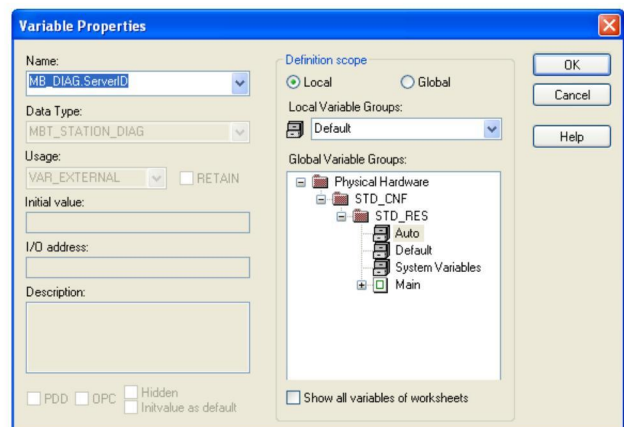 Variable Properties
Name:
MB_DIAG.ServerID
Data Type:
MBT_STATION_DIAG
Usage:
VAR_EXTERNAL
RETAIN
Initial value:
I/O address:
Description:
PDD
OPC
Hidden
Initvalue as default
Definition scope
Local
Global
Local Variable Groups:
Default
Global Variable Groups:
Physical Hardware
STD_CNF
STD_RES
Auto
Default
System Variables
Main
Show all variables of worksheets
OK
Cancel
Help